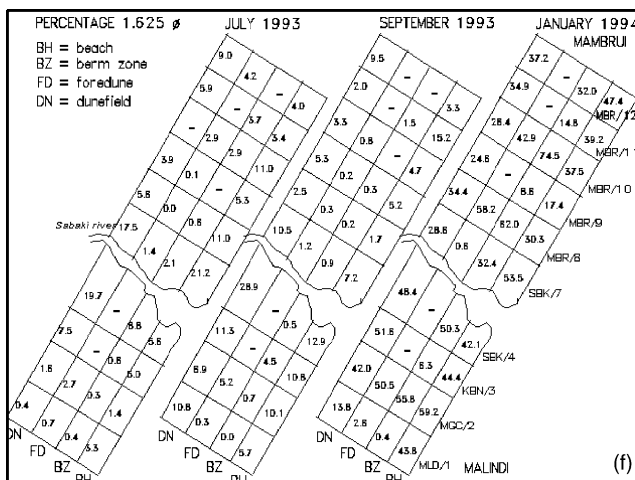 PERCENTAGE 1.625 ø
JULY 1993
SEPTEMBER 1993
JANUARY 1994
BH = beach
BZ = berm zone
FD = foredune
DN = dunefield
MAMBRUI
9.0 4.2 – 4.0
5.9 – 3.7 3.4
2.9 2.9 11.0
3.9 0.1 – 5.3
5.8 0.0 0.8 11.0
17.5 1.4 2.1 21.2
9.5 – – 3.3
2.0 – 1.5 15.2
3.3 0.8 – 4.7
5.3 0.2 0.3 5.2
2.5 0.3 0.2 1.7
10.5 1.2 0.9 7.2
37.2 – 32.0 47.4 MBR/12
34.9 – 14.8 39.2 MBR/11
28.4 42.9 74.5 37.5 MBR/10
24.6 – 8.6 17.4 MBR/9
34.4 58.2 62.0 30.3 MBR/8
28.6 0.8 32.4 53.5 SBK/7
Sabaki river
19.7 – 8.8 5.8
7.5 – 0.8 5.0
1.8 2.7 0.3 1.4
0.4 0.7 0.4 3.3
DN FD BZ BH
28.9 – 0.5 12.9
11.3 – 4.5 10.8
8.9 5.2 0.7 10.1
10.8 0.3 0.0 5.7
DN FD BZ BH
48.4 – 50.3 42.1 SBK/4
51.8 – 8.3 44.4 KBN/3
42.0 50.5 55.8 59.2 MGC/2
13.8 2.8 0.4 43.8 MLD/1
DN FD BZ BH
MALINDI
(f)